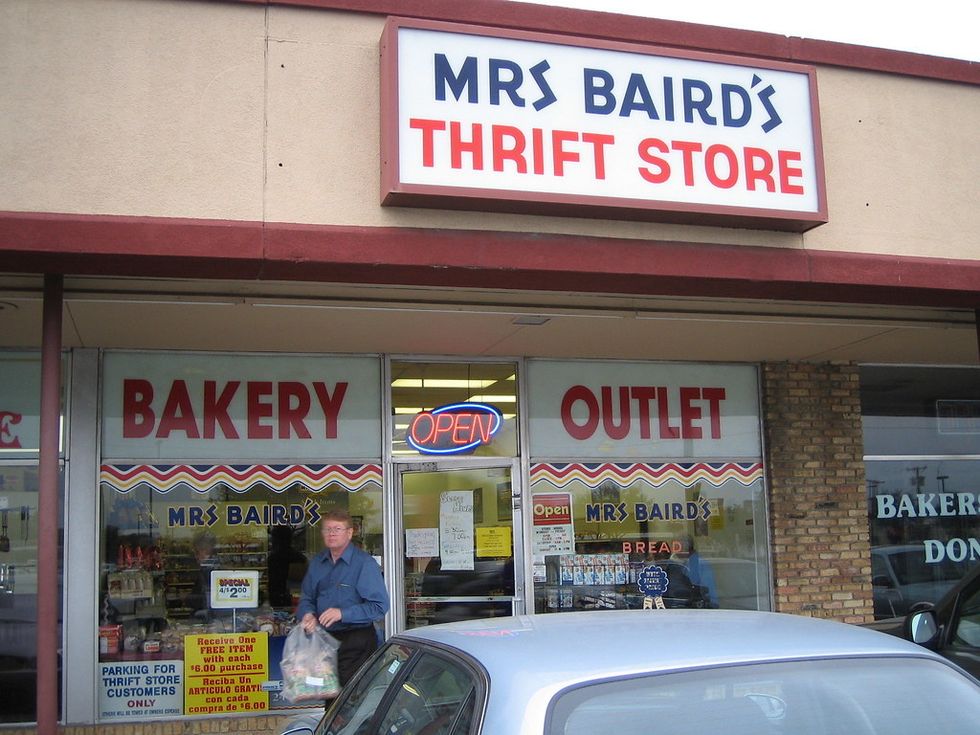 MRS BAIRD'S
THRIFT STORE
BAKERY
OPEN
OUTLET
E
MRS BAIRD'S
Open
MRS BAIRD'S
BREAD
BAKERS
DON
SPECIAL
4/$2.00
Receive One
FREE ITEM
with each
$6.00 purchase
Reciba Un
ARTICULO GRATIS
con cada
compra de $6.00
PARKING FOR
THRIFT STORE
CUSTOMERS
ONLY